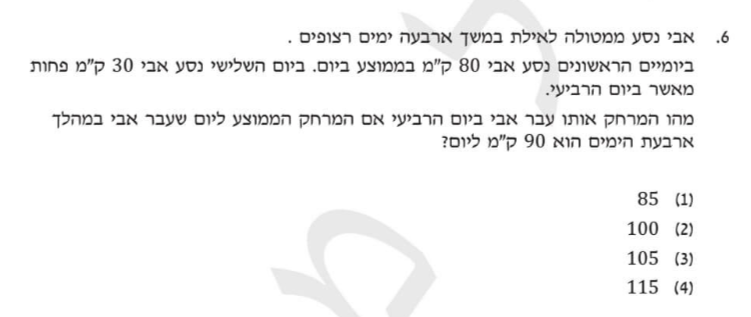 6. אבי נסע ממטולה לאילת במשך ארבעה ימים רצופים .
ביומיים הראשונים נסע אבי 80 ק"מ בממוצע ביום. ביום השלישי נסע אבי 30 ק"מ פחות
מאשר ביום הרביעי.
מהו המרחק אותו עבר אבי ביום הרביעי אם המרחק הממוצע ליום שעבר אבי במהלך
ארבעת הימים הוא 90 ק"מ ליום?
(1) 85
(2) 100
(3) 105
(4) 115